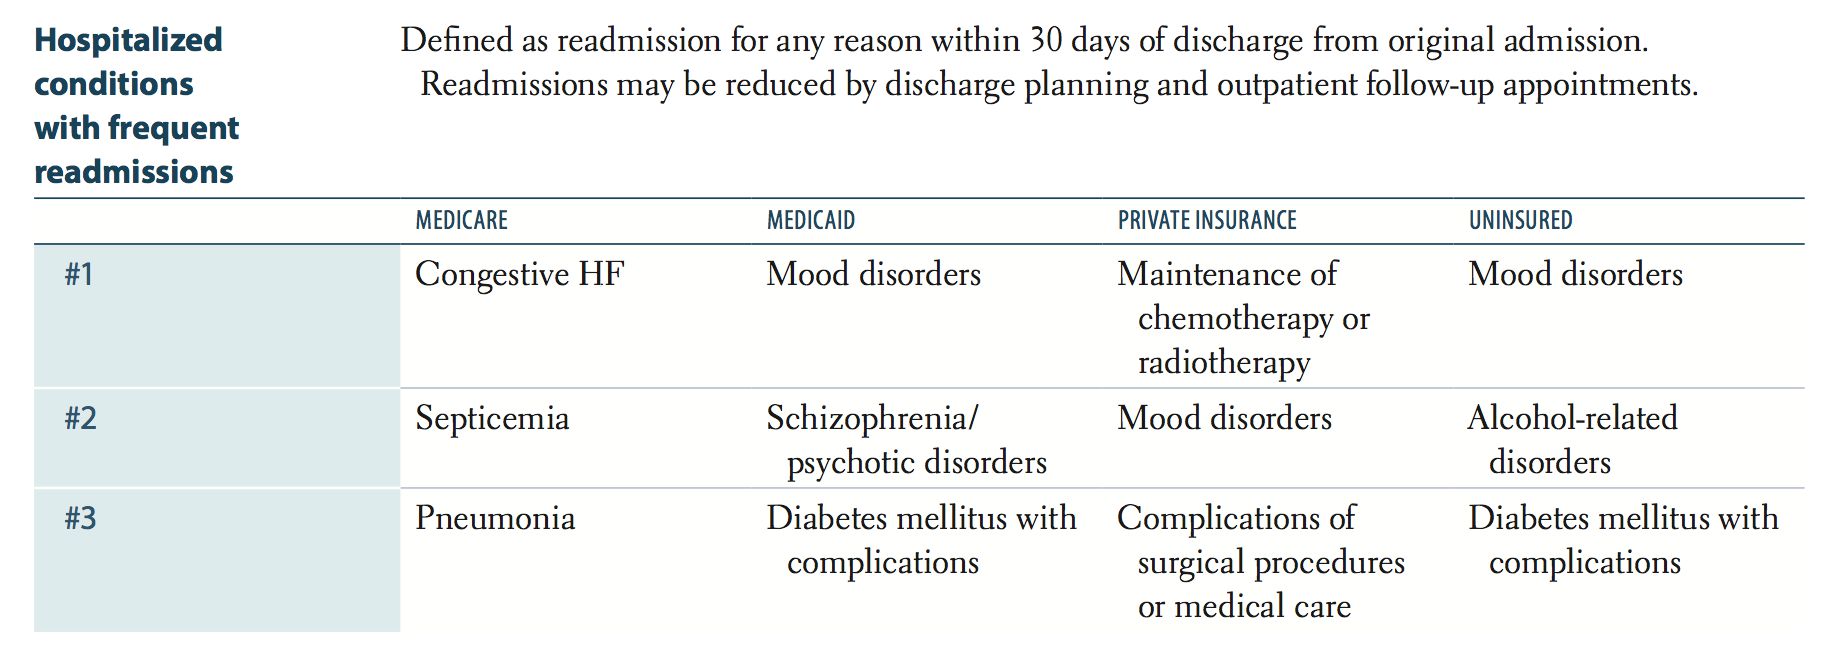 Hospitalized
conditions
with frequent
readmissions
Defined as readmission for any reason within 30 days of discharge from original admission.
Readmissions may be reduced by discharge planning and outpatient follow-up appointments.
MEDICARE MEDICAID PRIVATE INSURANCE UNINSURED
#1 Congestive HF Mood disorders Maintenance of Mood disorders
chemotherapy or
radiotherapy
#2 Septicemia Schizophrenia/ Mood disorders Alcohol-related
psychotic disorders disorders
#3 Pneumonia Diabetes mellitus with Complications of Diabetes mellitus with
complications surgical procedures complications
or medical care